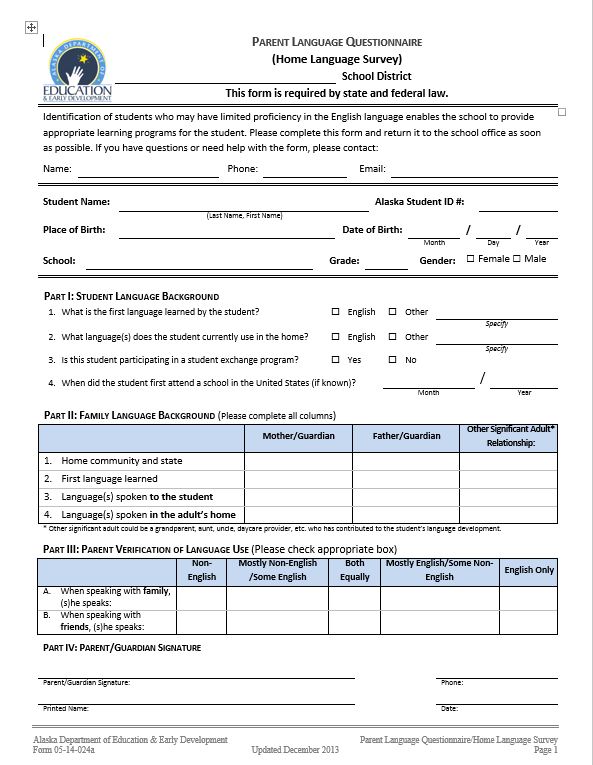 PARENT LANGUAGE QUESTIONNAIRE
(Home Language Survey)
School District
This form is required by state and federal law.
ALASKA DEPARTMENT OF
EDUCATION
& EARLY DEVELOPMENT
Identification of students who may have limited proficiency in the English language enables the school to provide
appropriate learning programs for the student. Please complete this form and return it to the school office as soon
as possible. If you have questions or need help with the form, please contact:
Name: Phone: Email:
Student Name: Alaska Student ID #:
(Last Name, First Name)
Place of Birth: Date of Birth: / /
Month Day Year
School: Grade: Gender: ☐ Female ☐ Male
PART I: STUDENT LANGUAGE BACKGROUND
1. What is the first language learned by the student? ☐ English ☐ Other
Specify
2. What language(s) does the student currently use in the home? ☐ English ☐ Other
Specify
3. Is this student participating in a student exchange program? ☐ Yes ☐ No
4. When did the student first attend a school in the United States (if known)? /
Month Year
PART II: FAMILY LANGUAGE BACKGROUND (Please complete all columns)
Mother/Guardian Father/Guardian Other Significant Adult*
Relationship:
1. Home community and state
2. First language learned
3. Language(s) spoken to the student
4. Language(s) spoken in the adult's home
* Other significant adult could be a grandparent, aunt, uncle, daycare provider, etc. who has contributed to the student's language development.
PART III: PARENT VERIFICATION OF LANGUAGE USE (Please check appropriate box)
Non- Mostly Non-English Both Mostly English/Some Non- English Only
English /Some English Equally English
A. When speaking with family,
(s)he speaks:
B. When speaking with
friends, (s)he speaks:
PART IV: PARENT/GUARDIAN SIGNATURE
Parent/Guardian Signature: Phone:
Printed Name: Date:
Alaska Department of Education & Early Development Parent Language Questionnaire/Home Language Survey
Form 05-14-024a Updated December 2013 Page 1